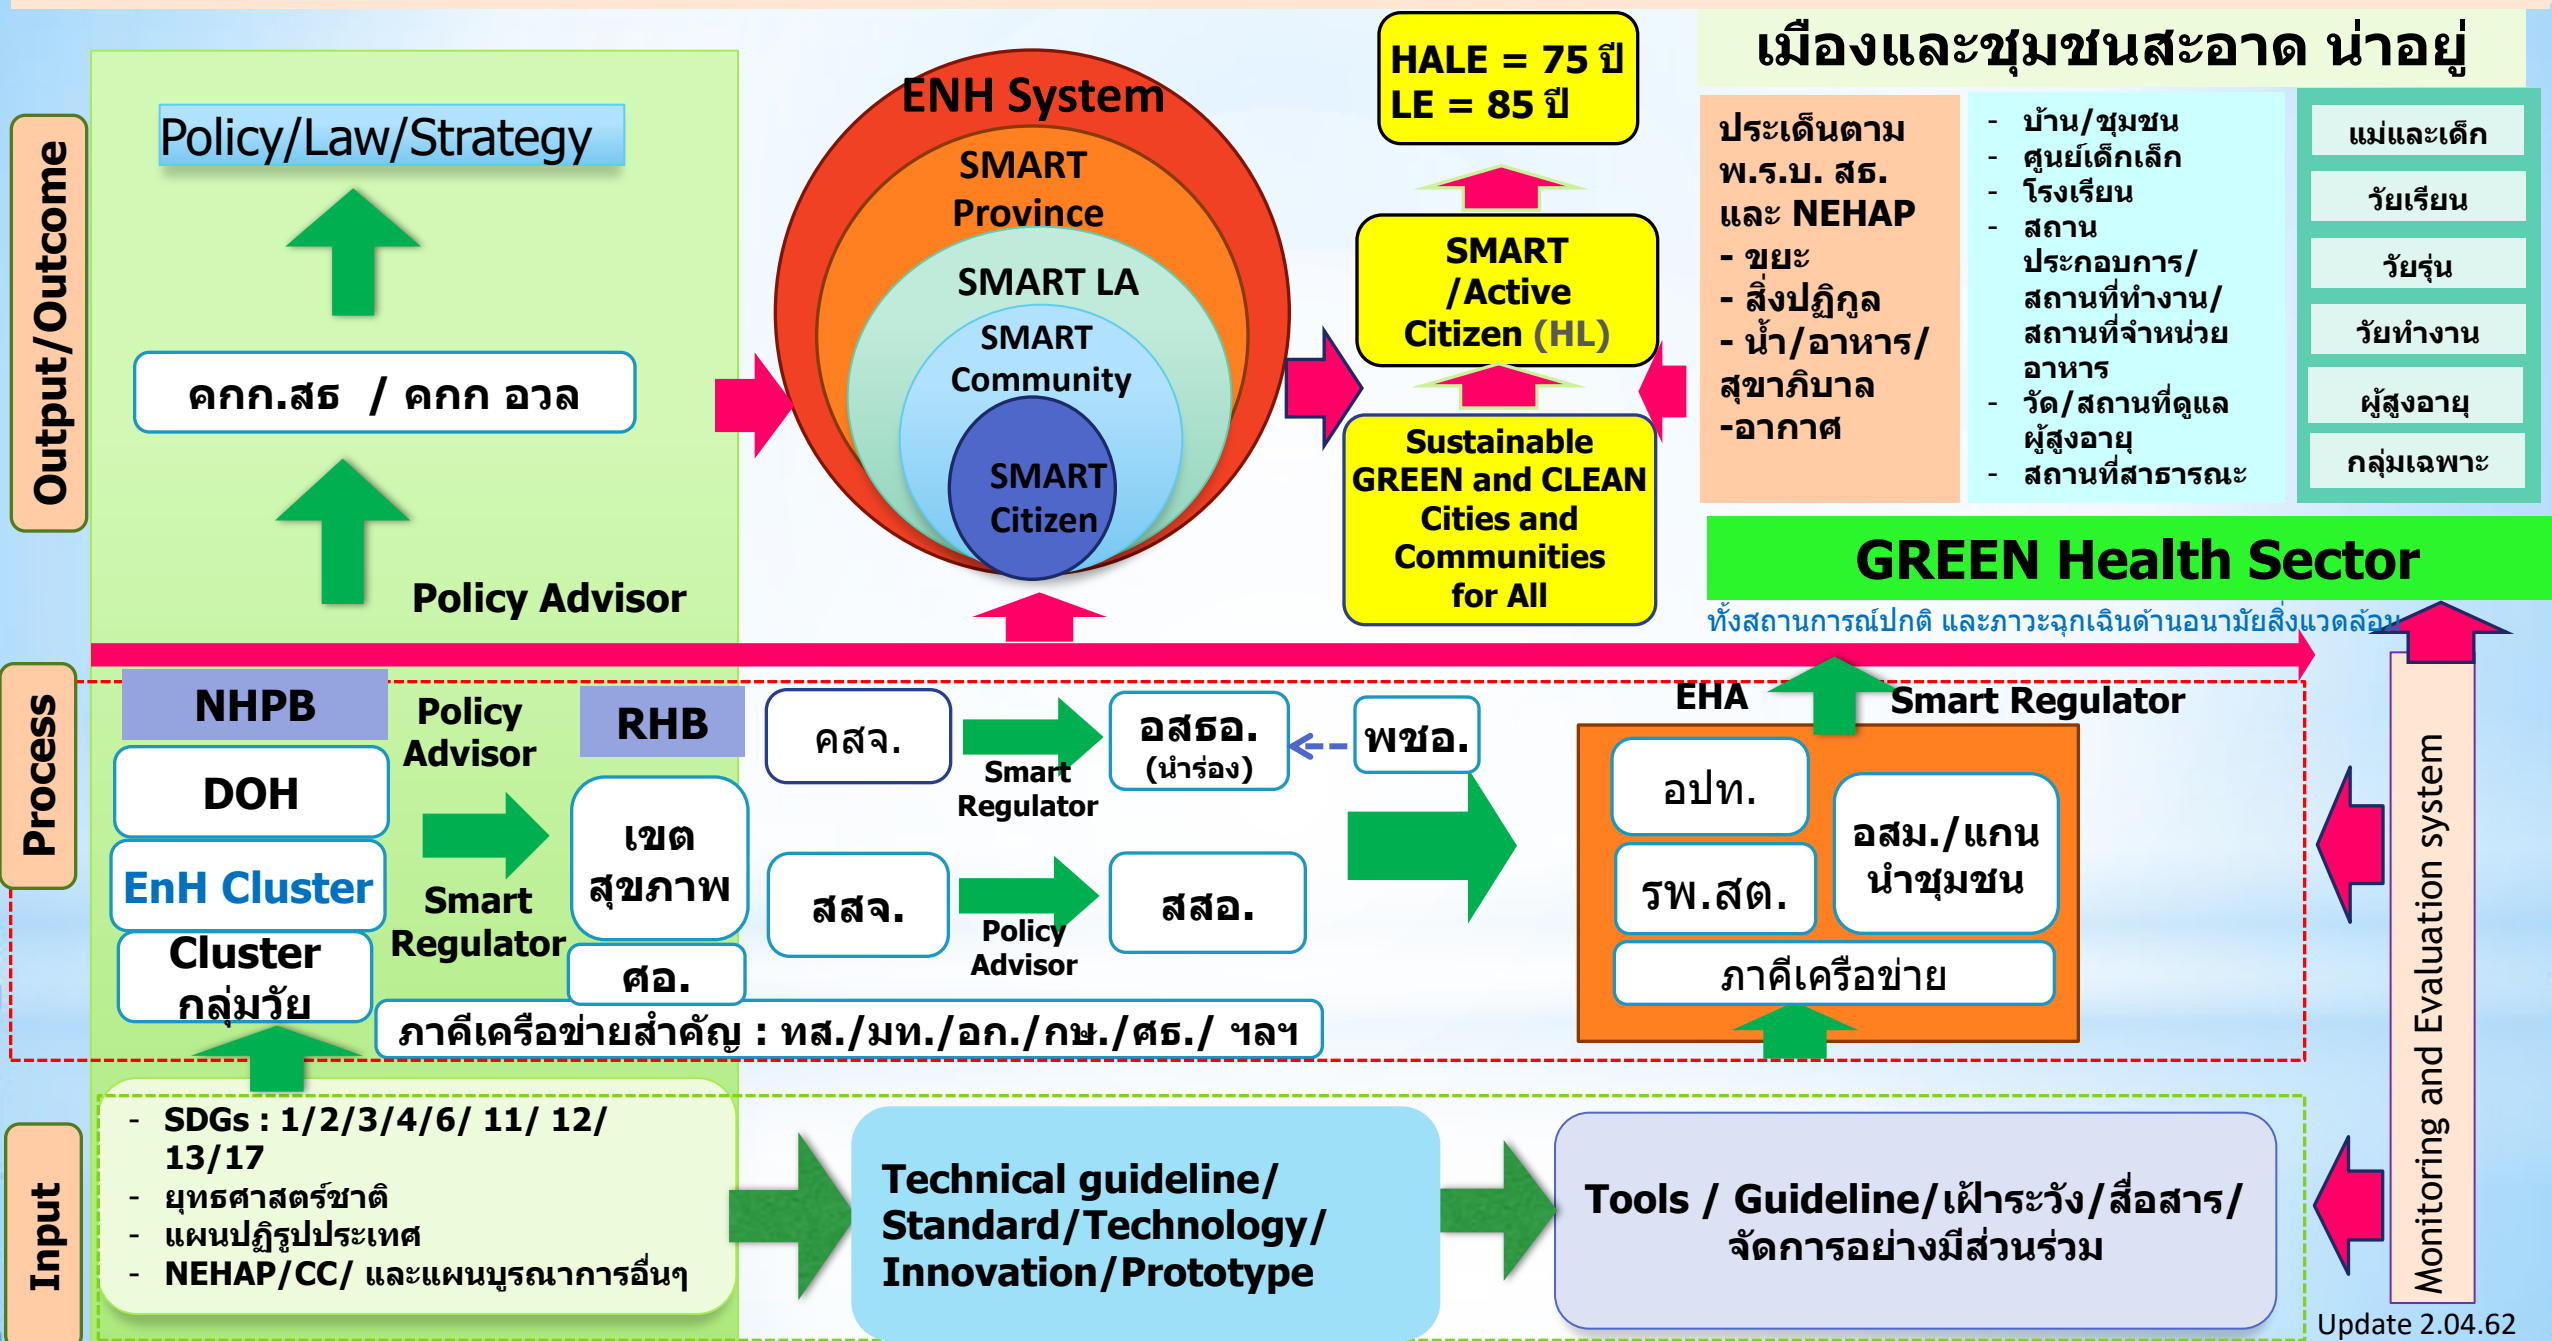 Output/Outcome
Policy/Law/Strategy
คกก.สธ / คกก อวล
Policy Advisor
ENH System
SMART
Province
SMART LA
SMART
Community
SMART
Citizen
HALE = 75 ปี
LE = 85 ปี
SMART
/Active
Citizen (HL)
Sustainable
GREEN and CLEAN
Cities and
Communities
for All
เมืองและชุมชนสะอาด น่าอยู่
ประเด็นตาม
พ.ร.บ. สธ.
และ NEHAP
- ขยะ
- สิ่งปฏิกูล
- น้ำ/อาหาร/
สุขาภิบาล
-อากาศ
- บ้าน/ชุมชน
- ศูนย์เด็กเล็ก
- โรงเรียน
- สถาน
ประกอบการ/
สถานที่ทำงาน/
สถานที่จำหน่วย
อาหาร
- วัด/สถานที่ดูแล
ผู้สูงอายุ
- สถานที่สาธารณะ
แม่และเด็ก
วัยเรียน
วัยรุ่น
วัยทำงาน
ผู้สูงอายุ
กลุ่มเฉพาะ
GREEN Health Sector
ทั้งสถานการณ์ปกติ และภาวะฉุกเฉินด้านอนามัยสิ่งแวดล้อม
Process
NHPB
DOH
EnH Cluster
Cluster
กลุ่มวัย
Policy
Advisor
Smart
Regulator
RHB
เขต
สุขภาพ
ศอ.
คสจ.
Smart
Regulator
อสธอ.
(นำร่อง)
พชอ.
สสจ.
Policy
Advisor
สสอ.
ภาคีเครือข่ายสำคัญ : ทส./มท./อก./กษ./ศธ./ ฯลฯ
EHA
Smart Regulator
อปท.
รพ.สต.
อสม./แกน
นำชุมชน
ภาคีเครือข่าย
Monitoring and Evaluation system
Input
- SDGs : 1/2/3/4/6/ 11/ 12/
13/17
- ยุทธศาสตร์ชาติ
- แผนปฏิรูปประเทศ
- NEHAP/CC/ และแผนบูรณาการอื่นๆ
Technical guideline/
Standard/Technology/
Innovation/Prototype
Tools / Guideline/เฝ้าระวัง/สื่อสาร/
จัดการอย่างมีส่วนร่วม
Update 2.04.62